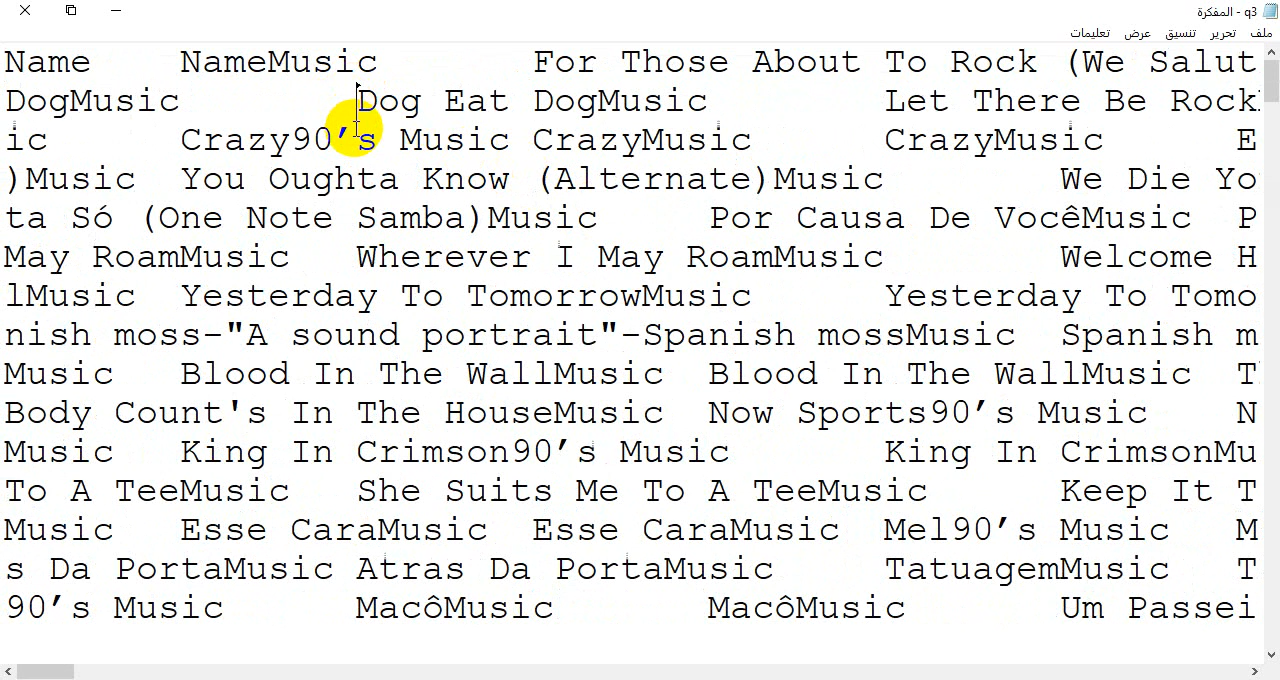 q3 - المفكرة
ملف تحرير تنسيق عرض تعليمات
Name NameMusic For Those About To Rock (We Salut
DogMusic Dog Eat DogMusic Let There Be Rock
ic Crazy90’s Music CrazyMusic CrazyMusic E
)Music You Oughta Know (Alternate)Music We Die Yo
ta Só (One Note Samba)Music Por Causa De VocêMusic P
May RoamMusic Wherever I May RoamMusic Welcome H
lMusic Yesterday To TomorrowMusic Yesterday To Tomo
nish moss-"A sound portrait"-Spanish mossMusic Spanish m
Music Blood In The WallMusic Blood In The WallMusic T
Body Count's In The HouseMusic Now Sports90’s Music N
Music King In Crimson90’s Music King In CrimsonMu
To A TeeMusic She Suits Me To A TeeMusic Keep It T
Music Esse CaraMusic Esse CaraMusic Mel90’s Music M
s Da PortaMusic Atras Da PortaMusic TatuagemMusic T
90’s Music MacôMusic MacôMusic Um Passei